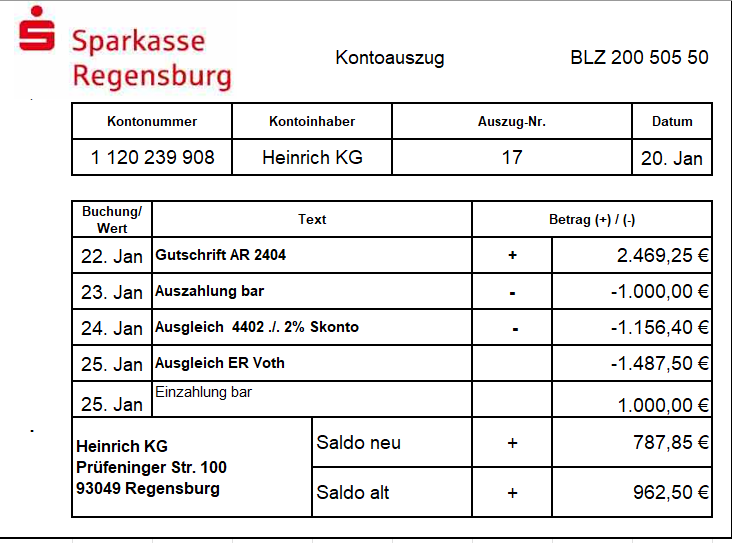 Sparkasse
Regensburg
Kontoauszug BLZ 200 505 50
Kontonummer Kontoinhaber Auszug-Nr. Datum
1 120 239 908 Heinrich KG 17 20. Jan
Buchung/
Wert Text Betrag (+) / (-)
22. Jan Gutschrift AR 2404 + 2.469,25 €
23. Jan Auszahlung bar - -1.000,00 €
24. Jan Ausgleich 4402 ./. 2% Skonto - -1.156,40 €
25. Jan Ausgleich ER Voth -1.487,50 €
25. Jan Einzahlung bar 1.000,00 €
Heinrich KG
Prüfeninger Str. 100
93049 Regensburg
Saldo neu + 787,85 €
Saldo alt + 962,50 €